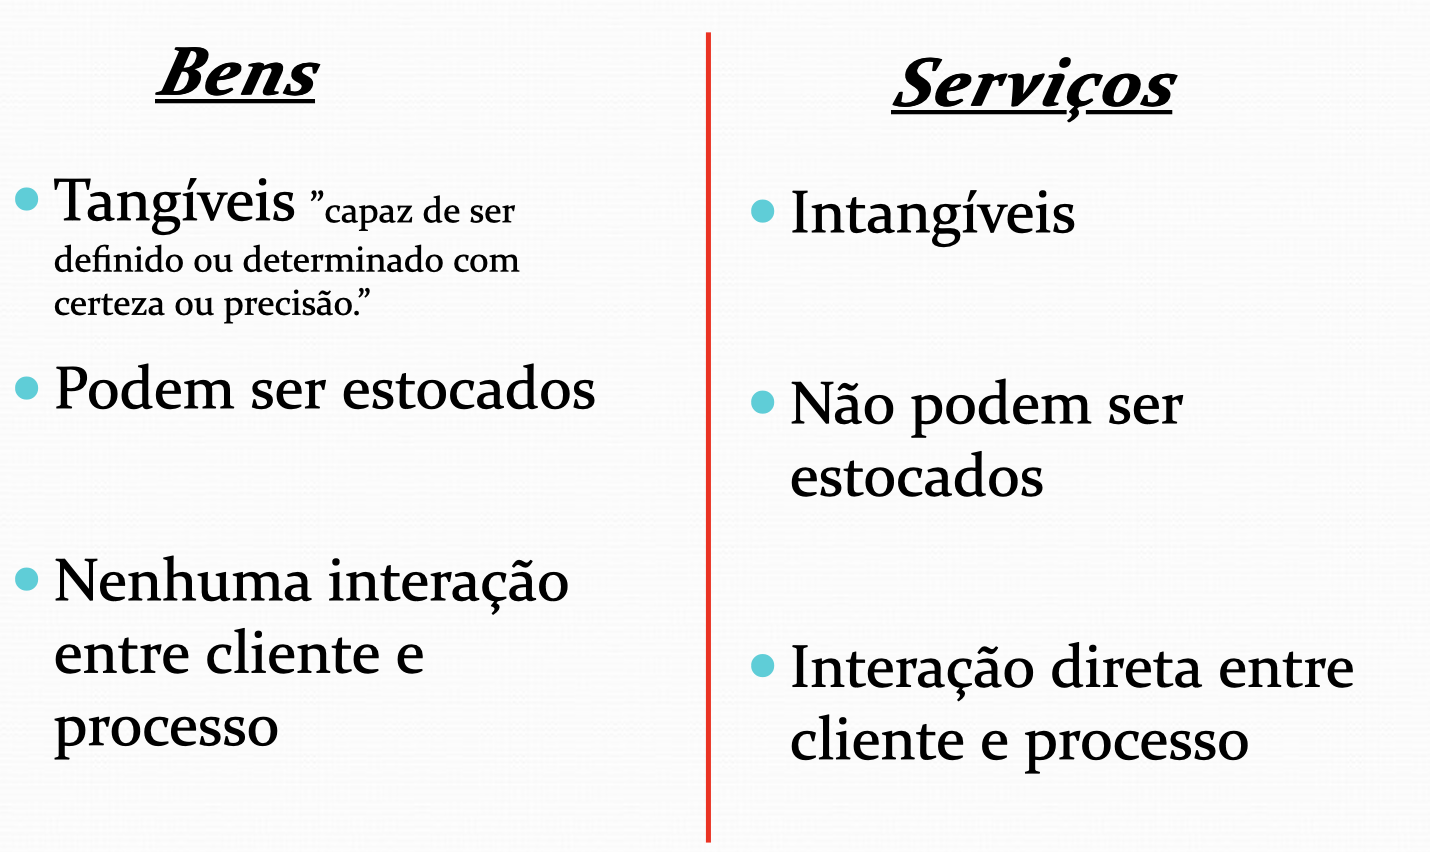 Bens
• Tangíveis ”capaz de ser
definido ou determinado com
certeza ou precisão.”
• Podem ser estocados
• Nenhuma interação
entre cliente e
processo
Serviços
• Intangíveis
• Não podem ser
estocados
• Interação direta entre
cliente e processo